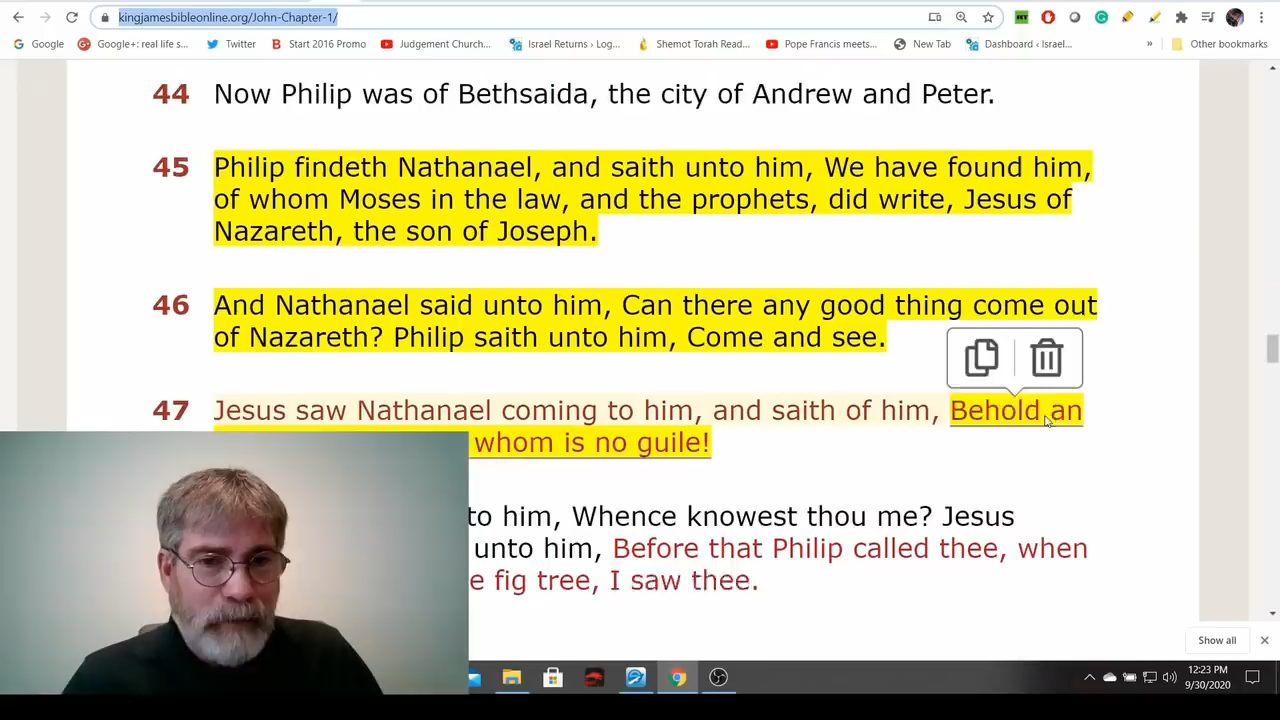 kingjamesbibleonline.org/John-Chapter-1/
Google
Google+: real life s...
Twitter
Start 2016 Promo
Judgement Church...
Israel Returns › Log...
Shemot Torah Read...
Pope Francis meets...
New Tab
Dashboard ‹ Israel...
»
Other bookmarks
44 Now Philip was of Bethsaida, the city of Andrew and Peter.
45 Philip findeth Nathanael, and saith unto him, We have found him,
of whom Moses in the law, and the prophets, did write, Jesus of
Nazareth, the son of Joseph.
46 And Nathanael said unto him, Can there any good thing come out
of Nazareth? Philip saith unto him, Come and see.
47 Jesus saw Nathanael coming to him, and saith of him, Behold an
whom is no guile!
to him, Whence knowest thou me? Jesus
unto him, Before that Philip called thee, when
e fig tree, I saw thee.
Show all
12:23 PM
9/30/2020